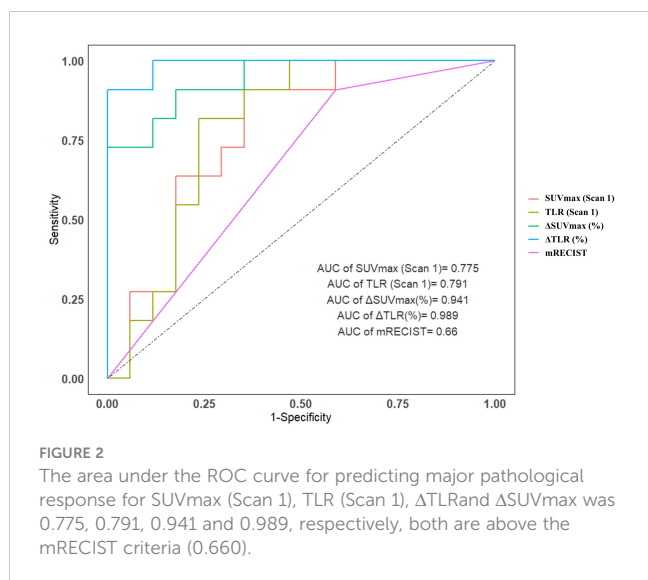 1.00
0.75
0.50
0.25
0.00
Sensitivity
SUVmax (Scan 1)
TLR (Scan 1)
ΔSUVmax (%)
ΔTLR (%)
mRECIST
AUC of SUVmax (Scan 1)= 0.775
AUC of TLR (Scan 1)= 0.791
AUC of ΔSUVmax(%)= 0.941
AUC of ΔTLR(%)= 0.989
AUC of mRECIST= 0.66
0.00 0.25 0.50 0.75 1.00
1-Specificity
FIGURE 2
The area under the ROC curve for predicting major pathological
response for SUVmax (Scan 1), TLR (Scan 1), ΔTLRand ΔSUVmax was
0.775, 0.791, 0.941 and 0.989, respectively, both are above the
mRECIST criteria (0.660).